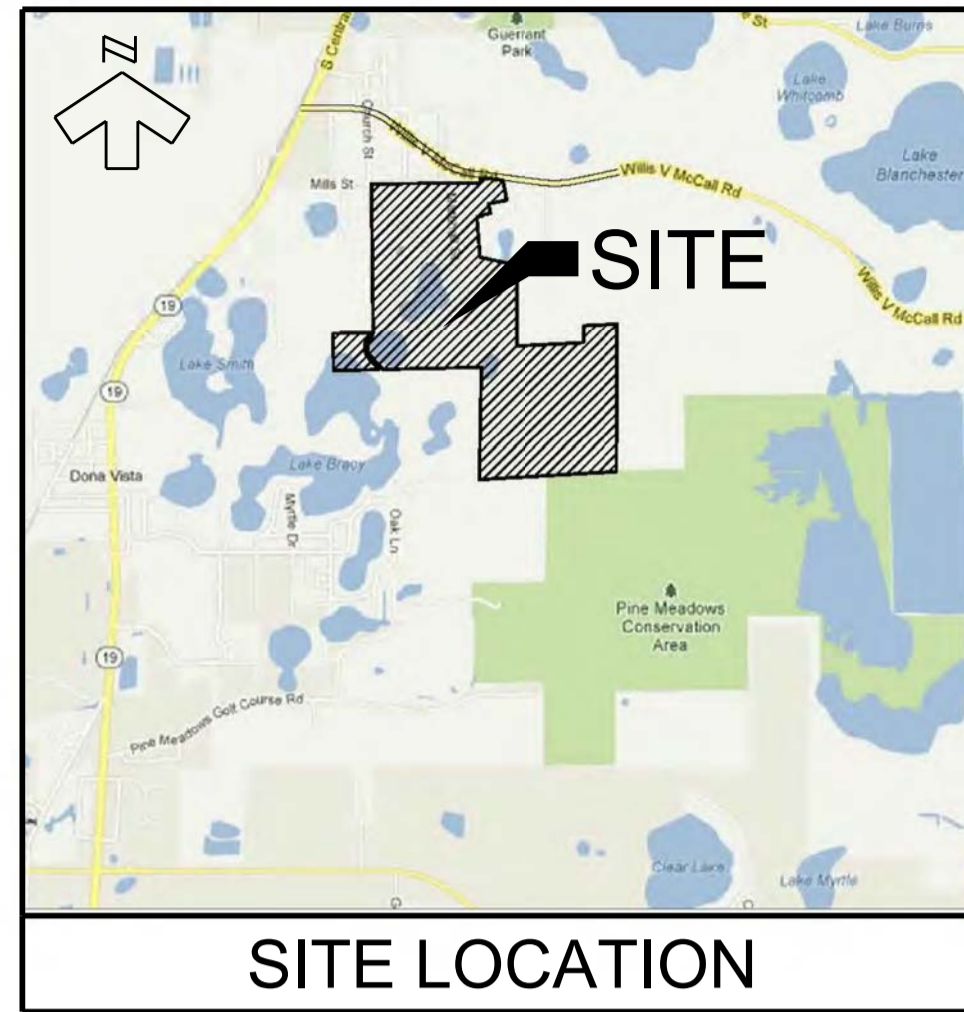 N
S Centra
Guerrant
Park
e St
Lake Burns
Lake
Whitcomb
Church St
Lake
Blanchester
Willis V McCall Rd
Mills St
SITE
Willis V McCall Rd
19
Lake Smith
19
Dona Vista
Lake Bracy
Myrtle Dr
Oak Ln
Pine Meadows
Conservation
Area
19
Pine Meadows Golf Course Rd
Clear Lake
Lake Myrtle
SITE LOCATION